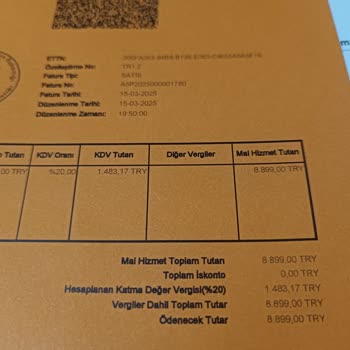 ETTN:
Özelleştirme No: TR1.2
Fatura Tipi: SATIS
Fatura No:
Fatura Tarihi: 15-03-2025
Düzenlenme Tarihi: 15-03-2025
Düzenlenme Zamanı: 19:50:00
Tutarı KDV Oranı KDV Tutarı Diğer Vergiler Mal Hizmet Tutarı
00 TRY %20,00 1.483,17 TRY 8.899,00 TRY
Mal Hizmet Toplam Tutarı 8.899,00 TRY
Toplam İskonto 0,00 TRY
Hesaplanan Katma Değer Vergisi(%20) 1.483,17 TRY
Vergiler Dahil Toplam Tutar 8.899,00 TRY
Ödenecek Tutar 8.899,00 TRY